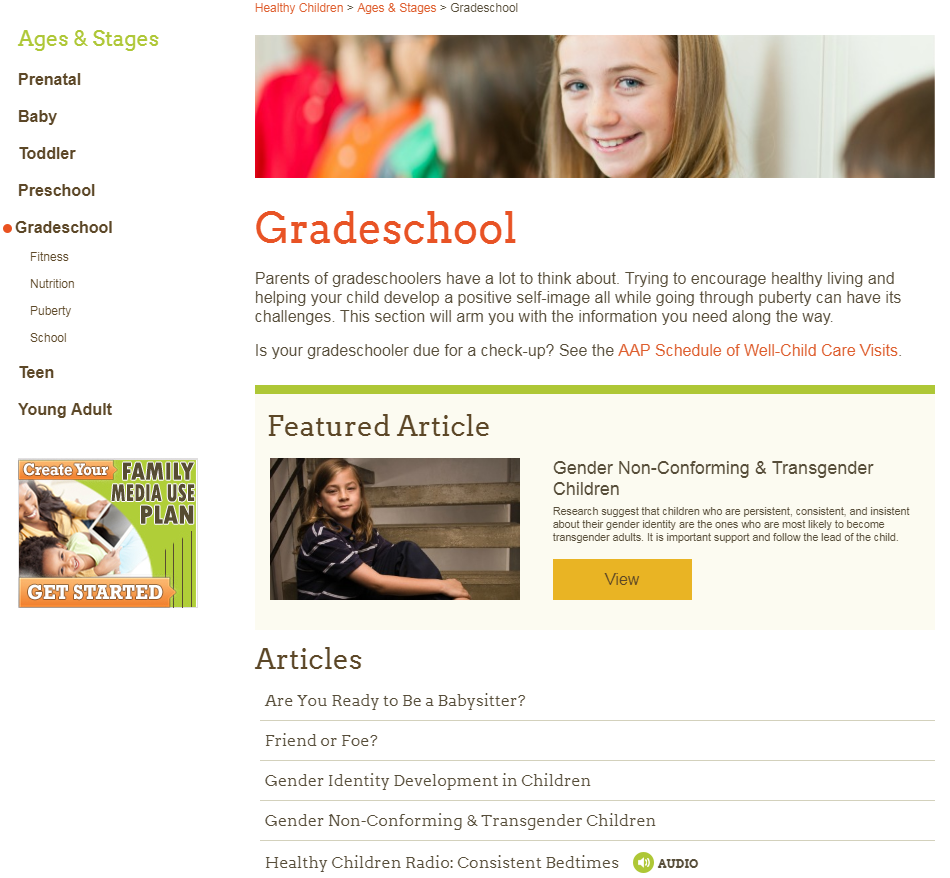 Healthy Children > Ages & Stages > Gradeschool
Ages & Stages
Prenatal
Baby
Toddler
Preschool
Gradeschool
Fitness
Nutrition
Puberty
School
Teen
Young Adult
Create Your FAMILY
MEDIA USE
PLAN
GET STARTED
Gradeschool
Parents of gradeschoolers have a lot to think about. Trying to encourage healthy living and
helping your child develop a positive self-image all while going through puberty can have its
challenges. This section will arm you with the information you need along the way.
Is your gradeschooler due for a check-up? See the AAP Schedule of Well-Child Care Visits.
Featured Article
Gender Non-Conforming & Transgender
Children
Research suggest that children who are persistent, consistent, and insistent
about their gender identity are the ones who are most likely to become
transgender adults. It is important support and follow the lead of the child.
View
Articles
Are You Ready to Be a Babysitter?
Friend or Foe?
Gender Identity Development in Children
Gender Non-Conforming & Transgender Children
Healthy Children Radio: Consistent Bedtimes AUDIO